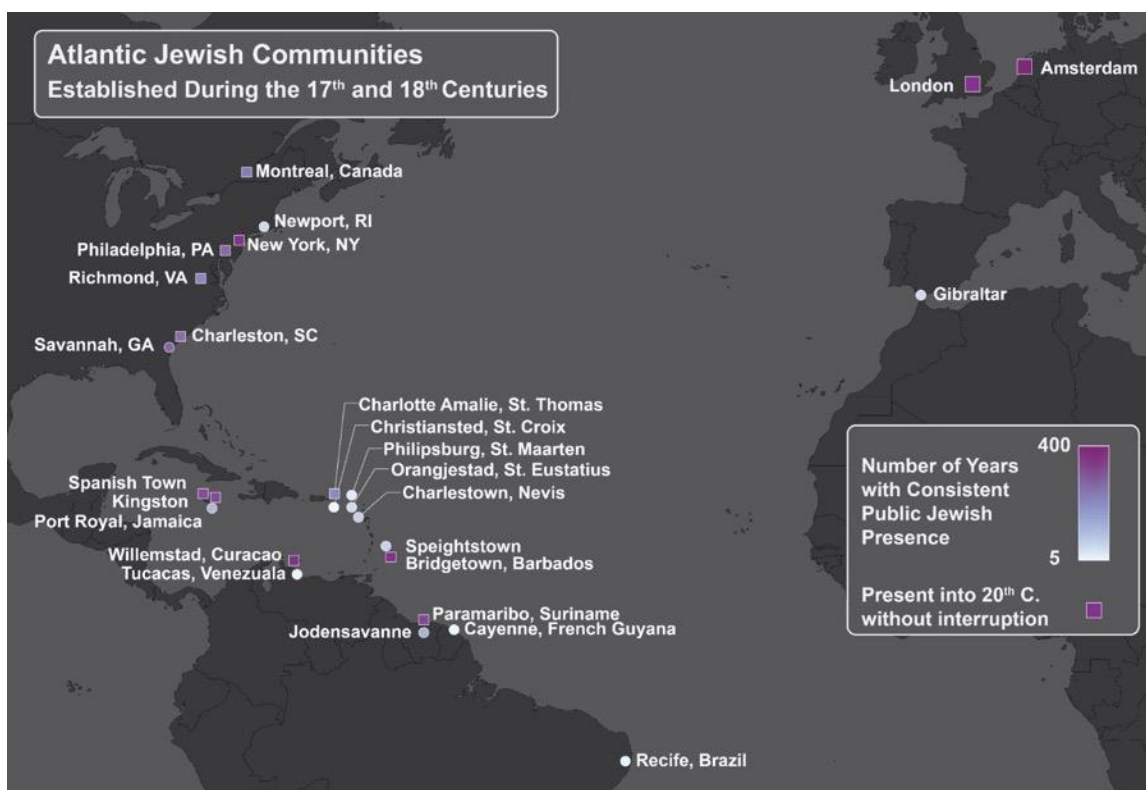 Atlantic Jewish Communities
Established During the 17th and 18th Centuries
London
Amsterdam
Montreal, Canada
Newport, RI
New York, NY
Philadelphia, PA
Richmond, VA
Gibraltar
Charleston, SC
Savannah, GA
Charlotte Amalie, St. Thomas
Christiansted, St. Croix
Philipsburg, St. Maarten
Orangjestad, St. Eustatius
Charlestown, Nevis
Spanish Town
Kingston
Port Royal, Jamaica
Speightstown
Bridgetown, Barbados
Willemstad, Curacao
Tucacas, Venezuala
Paramaribo, Suriname
Jodensavanne
Cayenne, French Guyana
Recife, Brazil
400
Number of Years
with Consistent
Public Jewish
Presence
5
Present into 20th C.
without interruption